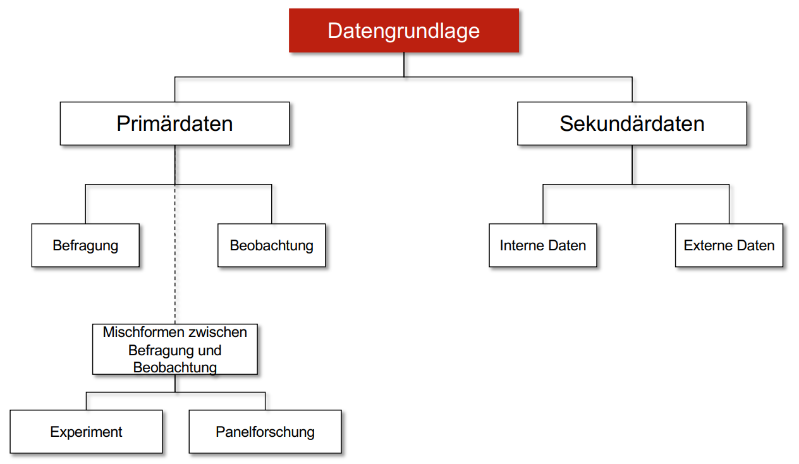 Datengrundlage
Primärdaten
Sekundärdaten
Befragung
Beobachtung
Interne Daten
Externe Daten
Mischformen zwischen
Befragung und
Beobachtung
Experiment
Panelforschung